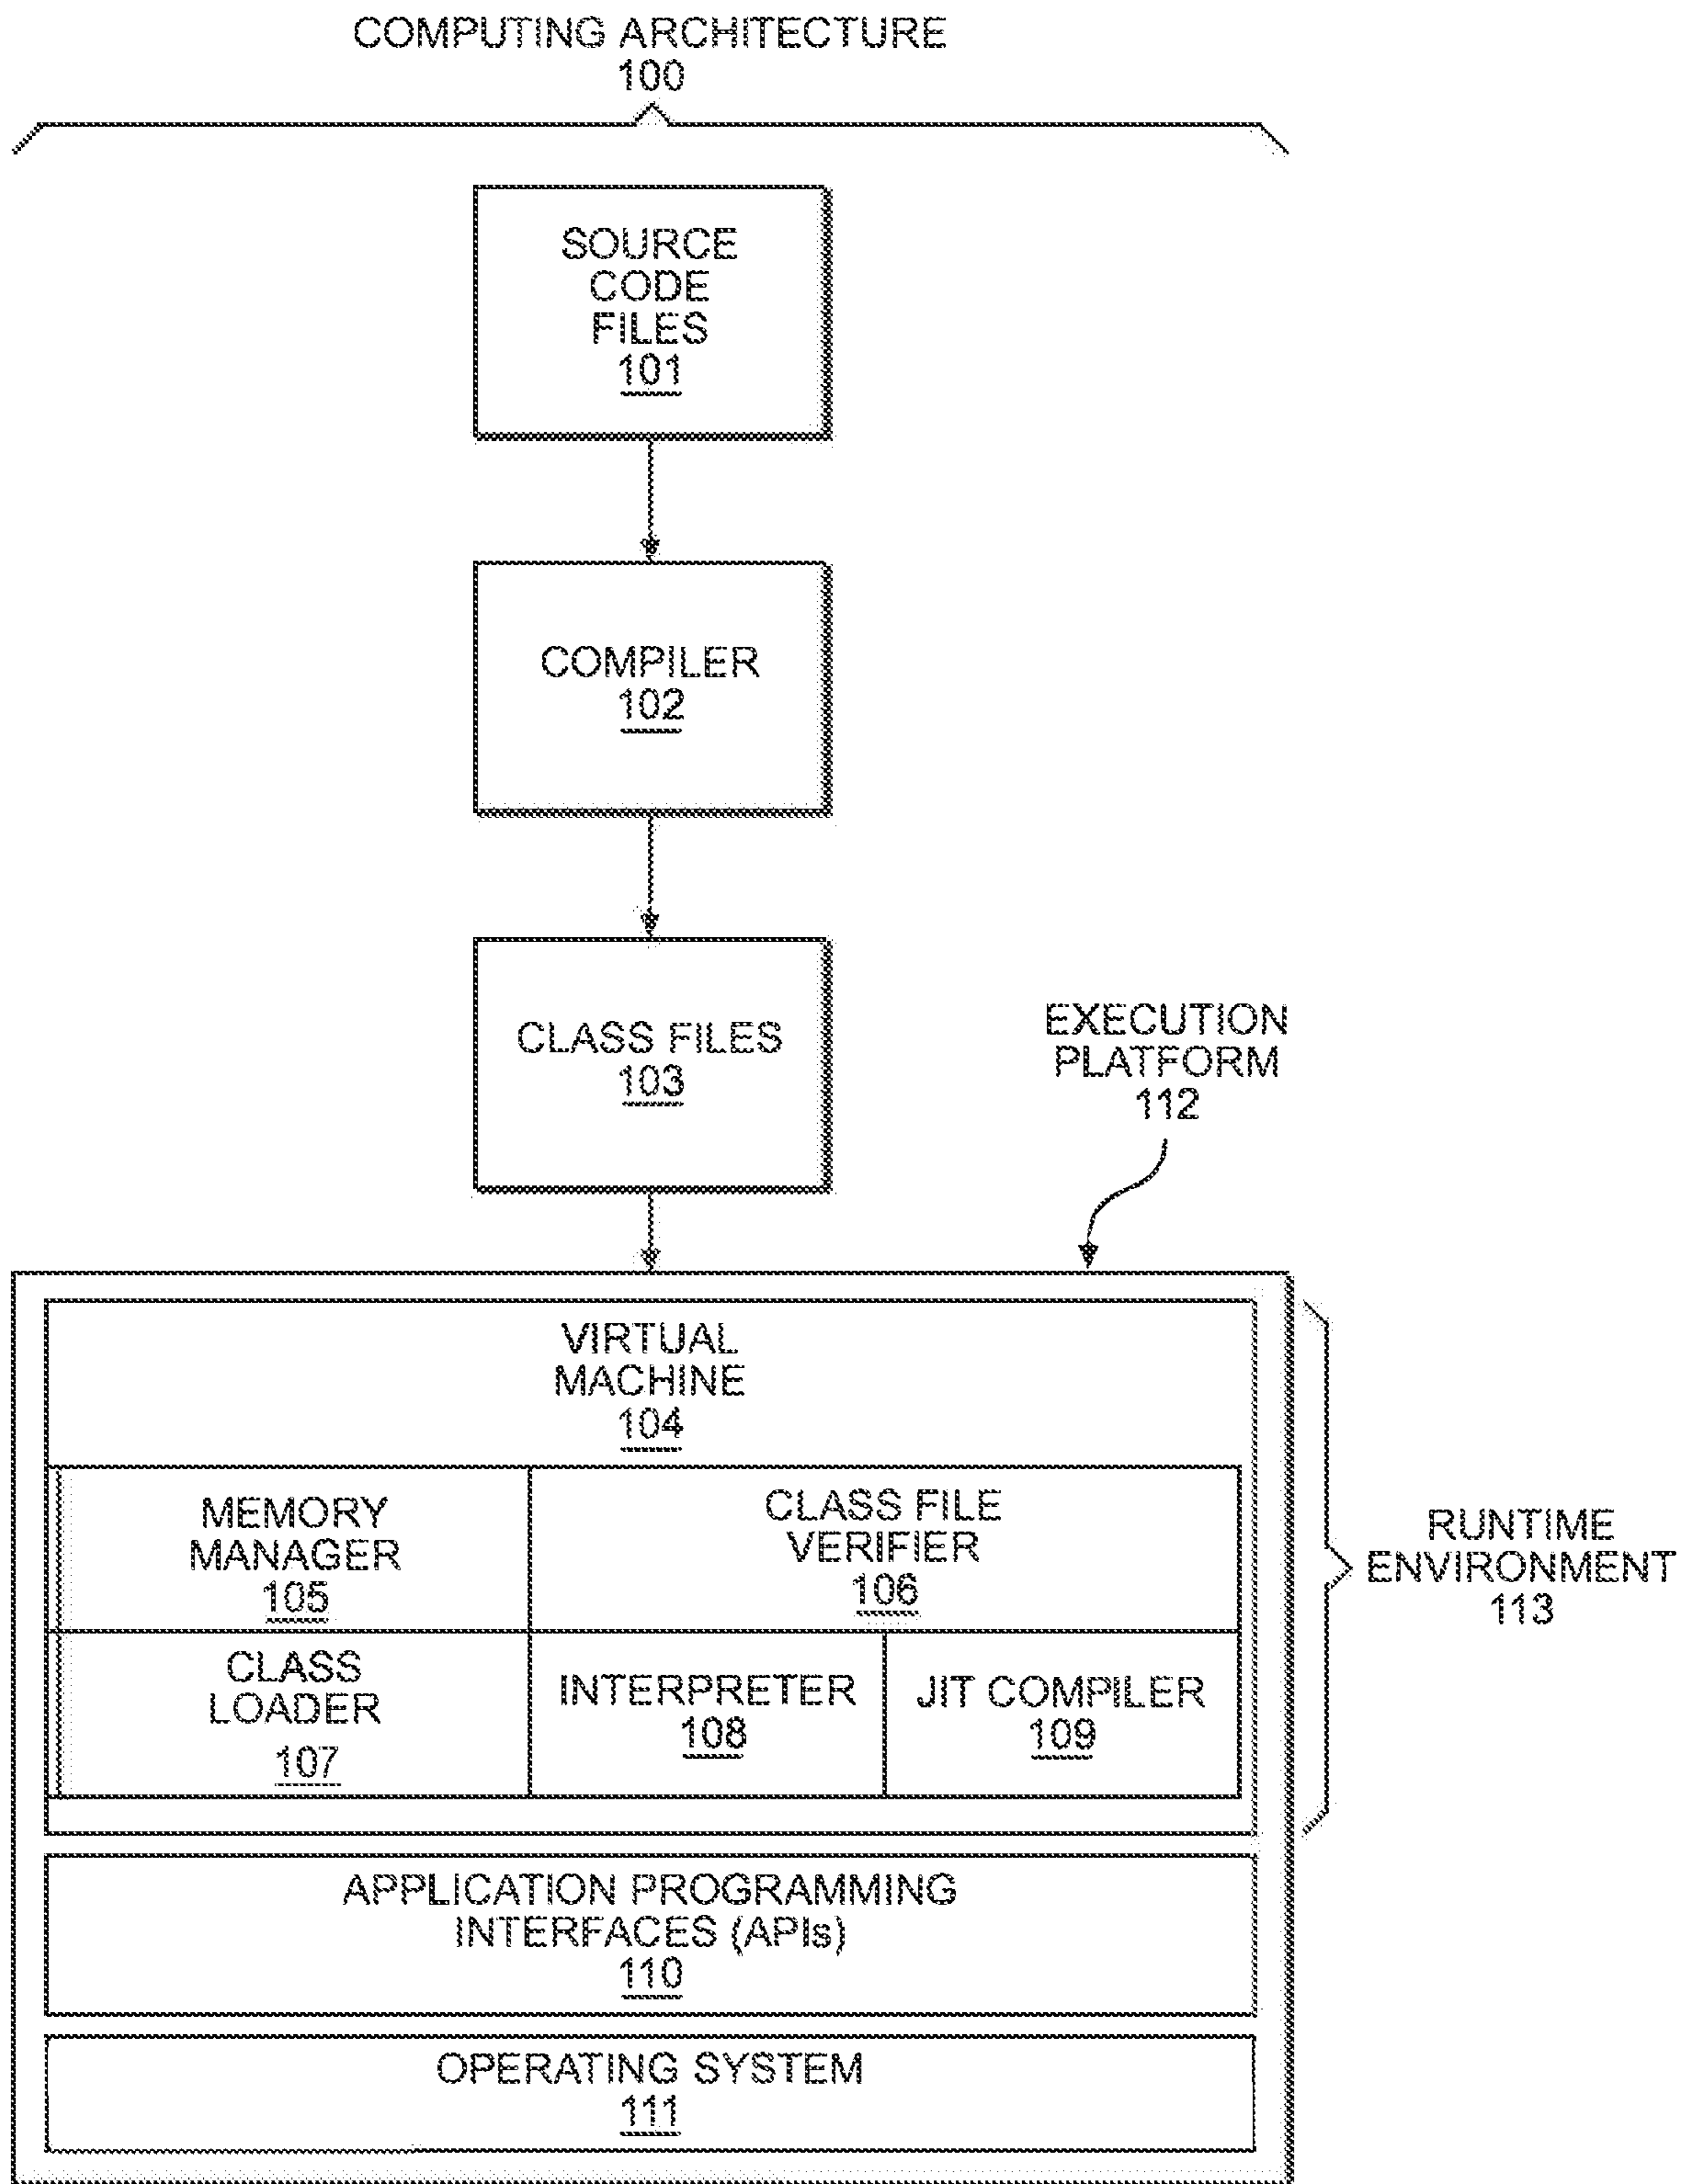 COMPUTING ARCHITECTURE
100
SOURCE
CODE
FILES
101
COMPILER
102
CLASS FILES
103
EXECUTION
PLATFORM
112
VIRTUAL
MACHINE
104
MEMORY
MANAGER
105
CLASS FILE
VERIFIER
106
CLASS
LOADER
107
INTERPRETER
108
JIT COMPILER
109
RUNTIME
ENVIRONMENT
113
APPLICATION PROGRAMMING
INTERFACES (APIs)
110
OPERATING SYSTEM
111